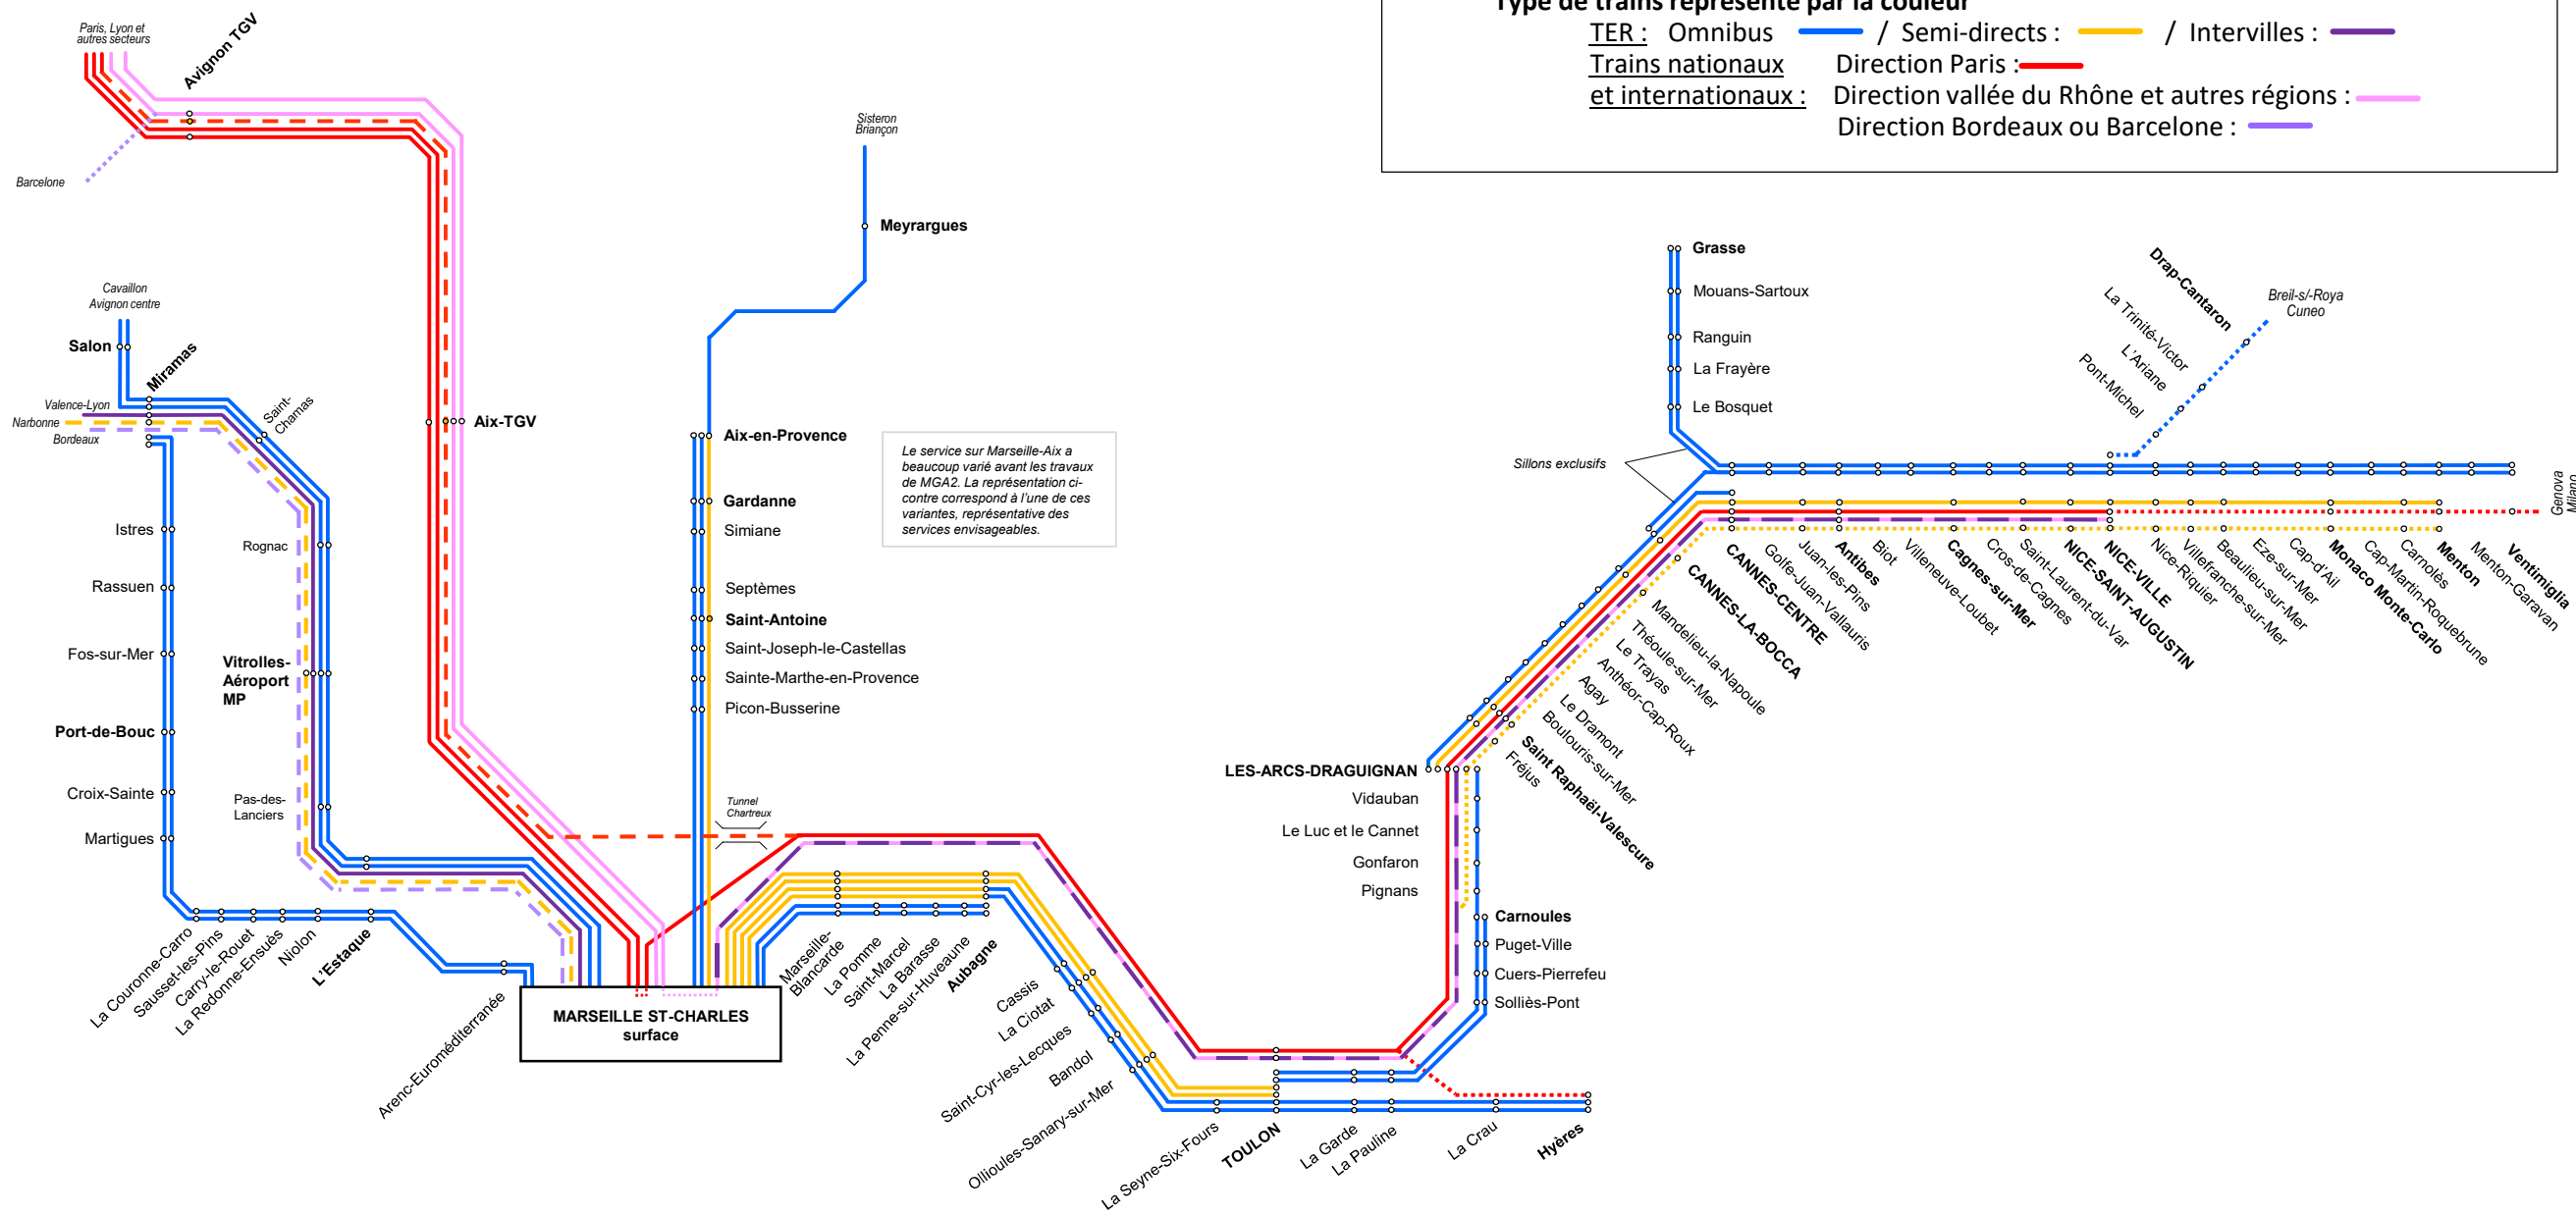 Type de trains représenté par la couleur
TER : Omnibus / Semi-directs : / Intervilles :
Trains nationaux Direction Paris :
et internationaux : Direction vallée du Rhône et autres régions :
Direction Bordeaux ou Barcelone :
Paris, Lyon et
autres secteurs
Avignon TGV
Barcelone
Sisteron
Briançon
Meyrargues
Cavaillon
Avignon centre
Salon
Miramas
Valence-Lyon
Narbonne
Bordeaux
Saint-
Chamas
Aix-TGV
Istres
Rognac
Rassuen
Fos-sur-Mer
Vitrolles-
Aéroport
MP
Port-de-Bouc
Croix-Sainte
Pas-des-
Lanciers
Martigues
La Couronne-Carro
Sausset-les-Pins
Carry-le-Rouet
La Redonne-Ensuès
Niolon
L'Estaque
Arenc-Euroméditerranée
Aix-en-Provence
Gardanne
Simiane
Septèmes
Saint-Antoine
Saint-Joseph-le-Castellas
Sainte-Marthe-en-Provence
Picon-Busserine
Le service sur Marseille-Aix a
beaucoup varié avant les travaux
de MGA2. La représentation ci-
contre correspond à l'une de ces
variantes, représentative des
services envisageables.
Tunnel
Chartreux
MARSEILLE ST-CHARLES
surface
Marseille-
Blancarde
La Pomme
Saint-Marcel
La Barasse
La Penne-sur-Huveaune
Aubagne
Cassis
La Ciotat
Saint-Cyr-les-Lecques
Bandol
Ollioules-Sanary-sur-Mer
La Seyne-Six-Fours
TOULON
La Garde
La Pauline
La Crau
Hyères
LES-ARCS-DRAGUIGNAN
Vidauban
Le Luc et le Cannet
Gonfaron
Pignans
Carnoules
Puget-Ville
Cuers-Pierrefeu
Solliès-Pont
Fréjus
Saint Raphaël-Valescure
Boulouris-sur-Mer
Le Dramont
Agay
Anthéor-Cap-Roux
Le Trayas
Théoule-sur-Mer
Mandelieu-la-Napoule
CANNES-LA-BOCCA
Grasse
Mouans-Sartoux
Ranguin
La Frayère
Le Bosquet
Sillons exclusifs
CANNES-CENTRE
Golfe-Juan-Vallauris
Juan-les-Pins
Antibes
Biot
Villeneuve-Loubet
Cagnes-sur-Mer
Cros-de-Cagnes
Saint-Laurent-du-Var
NICE-SAINT-AUGUSTIN
NICE-VILLE
Nice-Riquier
Villefranche-sur-Mer
Beaulieu-sur-Mer
Eze-sur-Mer
Cap-d'Ail
Monaco Monte-Carlo
Cap-Martin-Roquebrune
Carnolès
Menton
Menton-Garavan
Ventimiglia
Drap-Cantaron
La Trinité-Victor
L'Ariane
Pont-Michel
Breil-s/-Roya
Cuneo
Genova
Milano